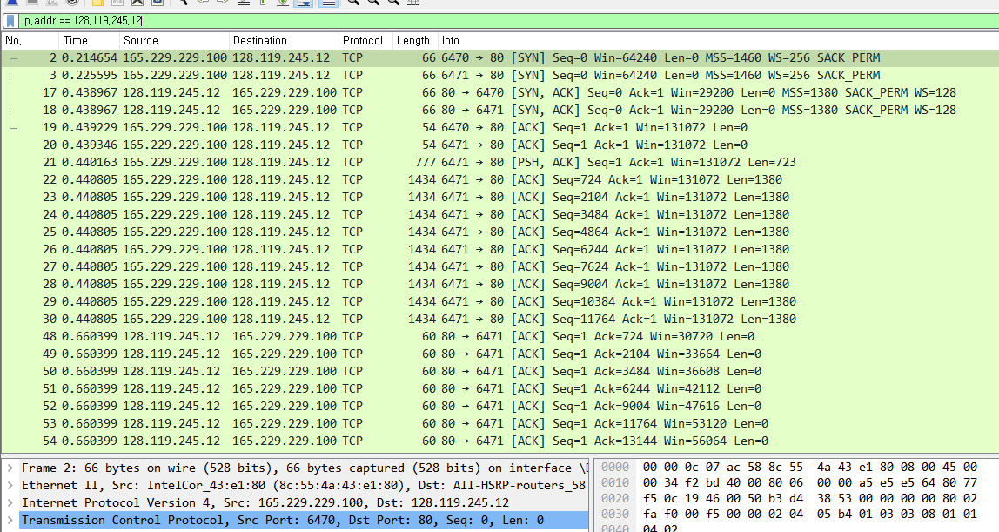 ip.addr == 128.119.245.12
No. Time Source Destination Protocol Length Info
2 0.214654 165.229.229.100 128.119.245.12 TCP 66 6470 → 80 [SYN] Seq=0 Win=64240 Len=0 MSS=1460 WS=256 SACK_PERM
3 0.225595 165.229.229.100 128.119.245.12 TCP 66 6471 → 80 [SYN] Seq=0 Win=64240 Len=0 MSS=1460 WS=256 SACK_PERM
17 0.438967 128.119.245.12 165.229.229.100 TCP 66 80 → 6470 [SYN, ACK] Seq=0 Ack=1 Win=29200 Len=0 MSS=1380 SACK_PERM WS=128
18 0.438967 128.119.245.12 165.229.229.100 TCP 66 80 → 6471 [SYN, ACK] Seq=0 Ack=1 Win=29200 Len=0 MSS=1380 SACK_PERM WS=128
19 0.439229 165.229.229.100 128.119.245.12 TCP 54 6470 → 80 [ACK] Seq=1 Ack=1 Win=131072 Len=0
20 0.439346 165.229.229.100 128.119.245.12 TCP 54 6471 → 80 [ACK] Seq=1 Ack=1 Win=131072 Len=0
21 0.440163 165.229.229.100 128.119.245.12 TCP 777 6471 → 80 [PSH, ACK] Seq=1 Ack=1 Win=131072 Len=723
22 0.440805 165.229.229.100 128.119.245.12 TCP 1434 6471 → 80 [ACK] Seq=724 Ack=1 Win=131072 Len=1380
23 0.440805 165.229.229.100 128.119.245.12 TCP 1434 6471 → 80 [ACK] Seq=2104 Ack=1 Win=131072 Len=1380
24 0.440805 165.229.229.100 128.119.245.12 TCP 1434 6471 → 80 [ACK] Seq=3484 Ack=1 Win=131072 Len=1380
25 0.440805 165.229.229.100 128.119.245.12 TCP 1434 6471 → 80 [ACK] Seq=4864 Ack=1 Win=131072 Len=1380
26 0.440805 165.229.229.100 128.119.245.12 TCP 1434 6471 → 80 [ACK] Seq=6244 Ack=1 Win=131072 Len=1380
27 0.440805 165.229.229.100 128.119.245.12 TCP 1434 6471 → 80 [ACK] Seq=7624 Ack=1 Win=131072 Len=1380
28 0.440805 165.229.229.100 128.119.245.12 TCP 1434 6471 → 80 [ACK] Seq=9004 Ack=1 Win=131072 Len=1380
29 0.440805 165.229.229.100 128.119.245.12 TCP 1434 6471 → 80 [ACK] Seq=10384 Ack=1 Win=131072 Len=1380
30 0.440805 165.229.229.100 128.119.245.12 TCP 1434 6471 → 80 [ACK] Seq=11764 Ack=1 Win=131072 Len=1380
48 0.660399 128.119.245.12 165.229.229.100 TCP 60 80 → 6471 [ACK] Seq=1 Ack=724 Win=30720 Len=0
49 0.660399 128.119.245.12 165.229.229.100 TCP 60 80 → 6471 [ACK] Seq=1 Ack=2104 Win=33664 Len=0
50 0.660399 128.119.245.12 165.229.229.100 TCP 60 80 → 6471 [ACK] Seq=1 Ack=3484 Win=36608 Len=0
51 0.660399 128.119.245.12 165.229.229.100 TCP 60 80 → 6471 [ACK] Seq=1 Ack=6244 Win=42112 Len=0
52 0.660399 128.119.245.12 165.229.229.100 TCP 60 80 → 6471 [ACK] Seq=1 Ack=9004 Win=47616 Len=0
53 0.660399 128.119.245.12 165.229.229.100 TCP 60 80 → 6471 [ACK] Seq=1 Ack=11764 Win=53120 Len=0
54 0.660399 128.119.245.12 165.229.229.100 TCP 60 80 → 6471 [ACK] Seq=1 Ack=13144 Win=56064 Len=0
Frame 2: 66 bytes on wire (528 bits), 66 bytes captured (528 bits) on interface \
Ethernet II, Src: IntelCor_43:e1:80 (8c:55:4a:43:e1:80), Dst: All-HSRP-routers_58
Internet Protocol Version 4, Src: 165.229.229.100, Dst: 128.119.245.12
Transmission Control Protocol, Src Port: 6470, Dst Port: 80, Seq: 0, Len: 0
0000 00 00 0c 07 ac 58 8c 55 4a 43 e1 80 08 00 45 00
0010 00 34 f2 bd 40 00 80 06 00 00 a5 e5 e5 64 80 77
0020 f5 0c 19 46 00 50 b3 d4 38 53 00 00 00 00 80 02
0030 fa f0 00 f5 00 00 02 04 05 b4 01 03 03 08 01 01
0040 04 02